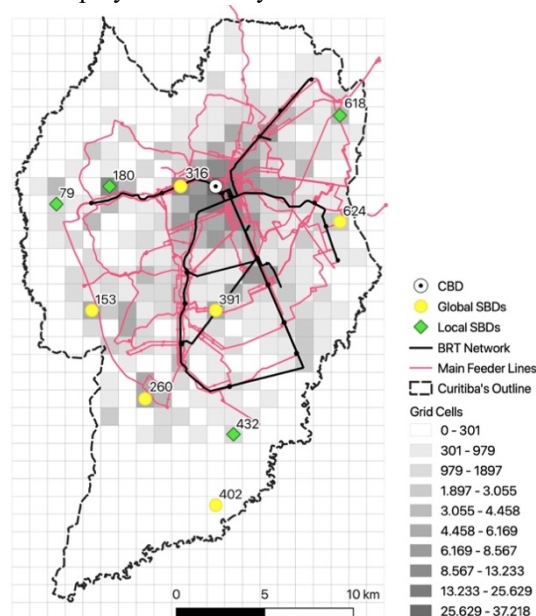 618
316
180
79
624
153
391
260
432
402
CBD
Global SBDs
Local SBDs
BRT Network
Main Feeder Lines
Curitiba's Outline
Grid Cells
0 - 301
301 - 979
979 - 1897
1.897 - 3.055
3.055 - 4.458
4.458 - 6.169
6.169 - 8.567
8.567 - 13.233
13.233 - 25.629
25.629 - 37.218
0 5 10 km